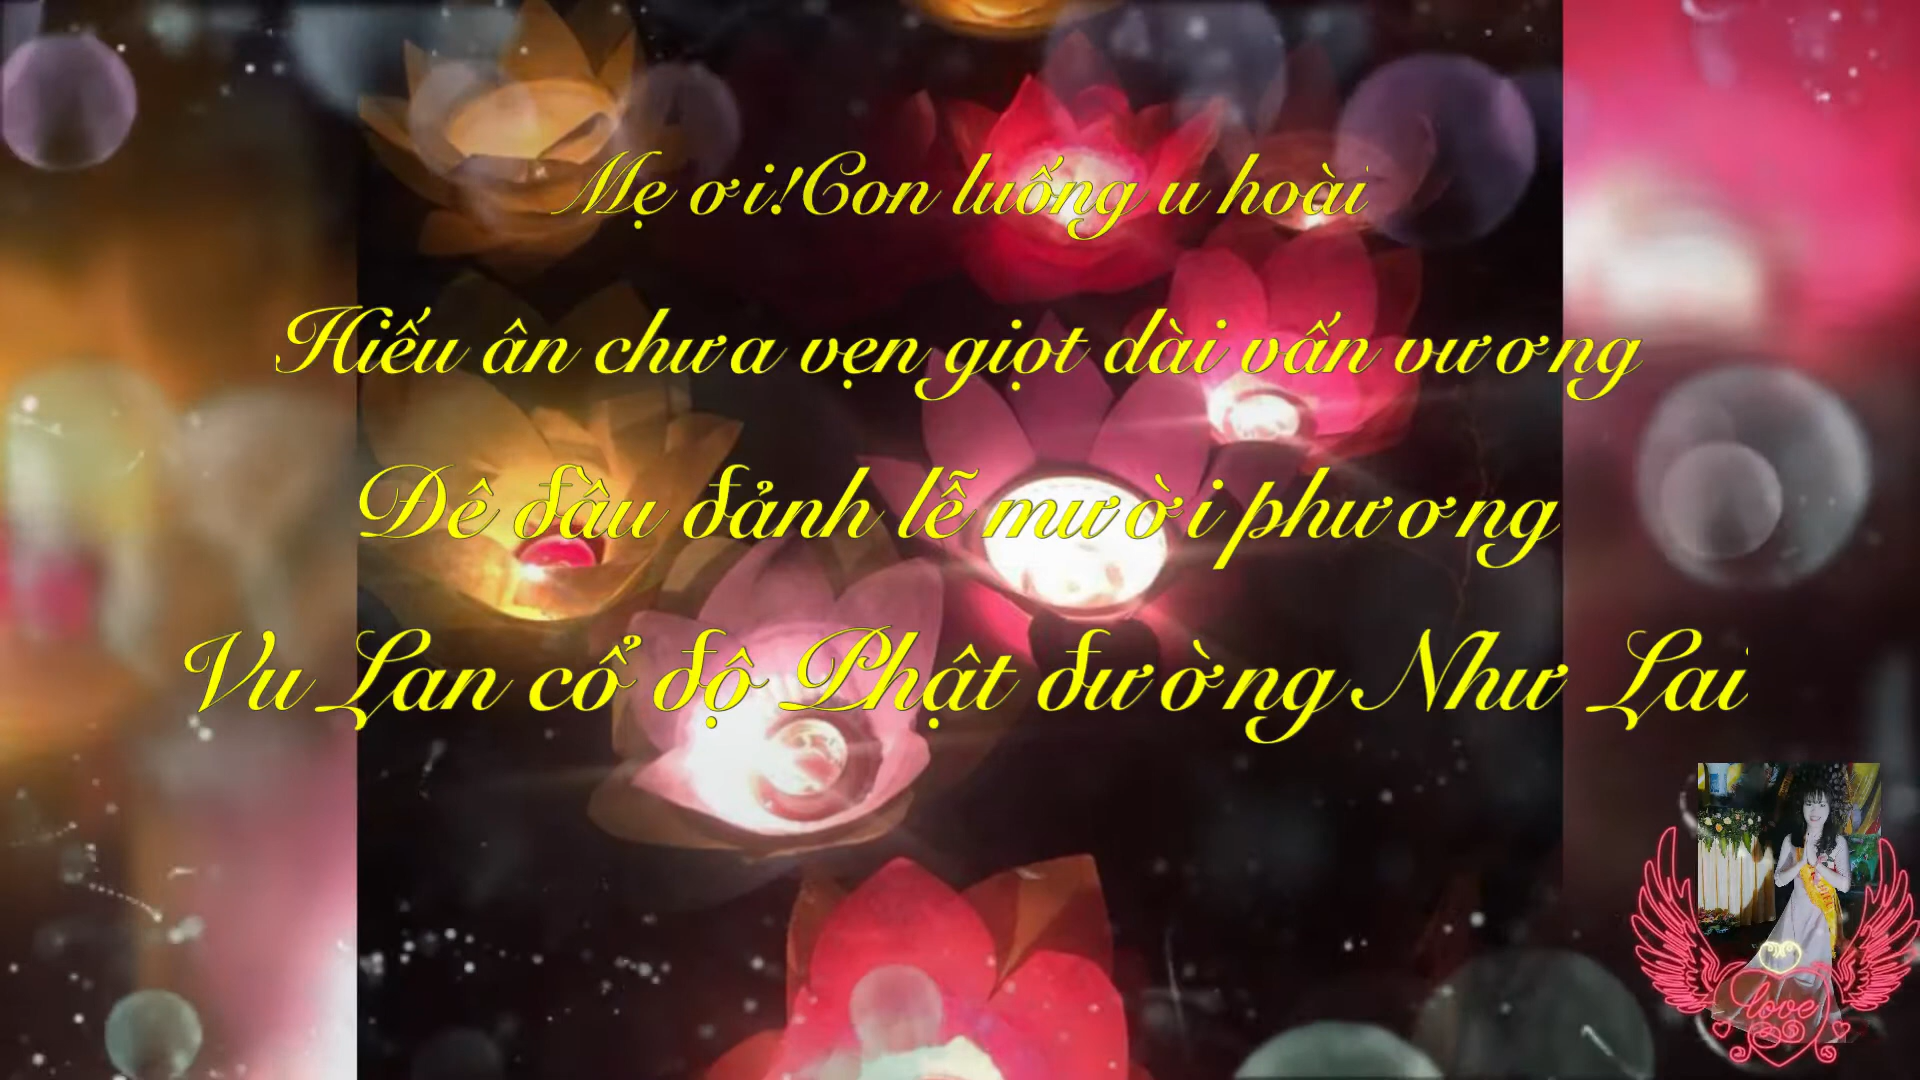 Mẹ ơi!Con luống u hoài
Hiếu ân chưa vẹn giọt dài vấn vương
Đê đầu đảnh lễ mười phương
Vu Lan cổ độ Phật đường Như Lai
Love